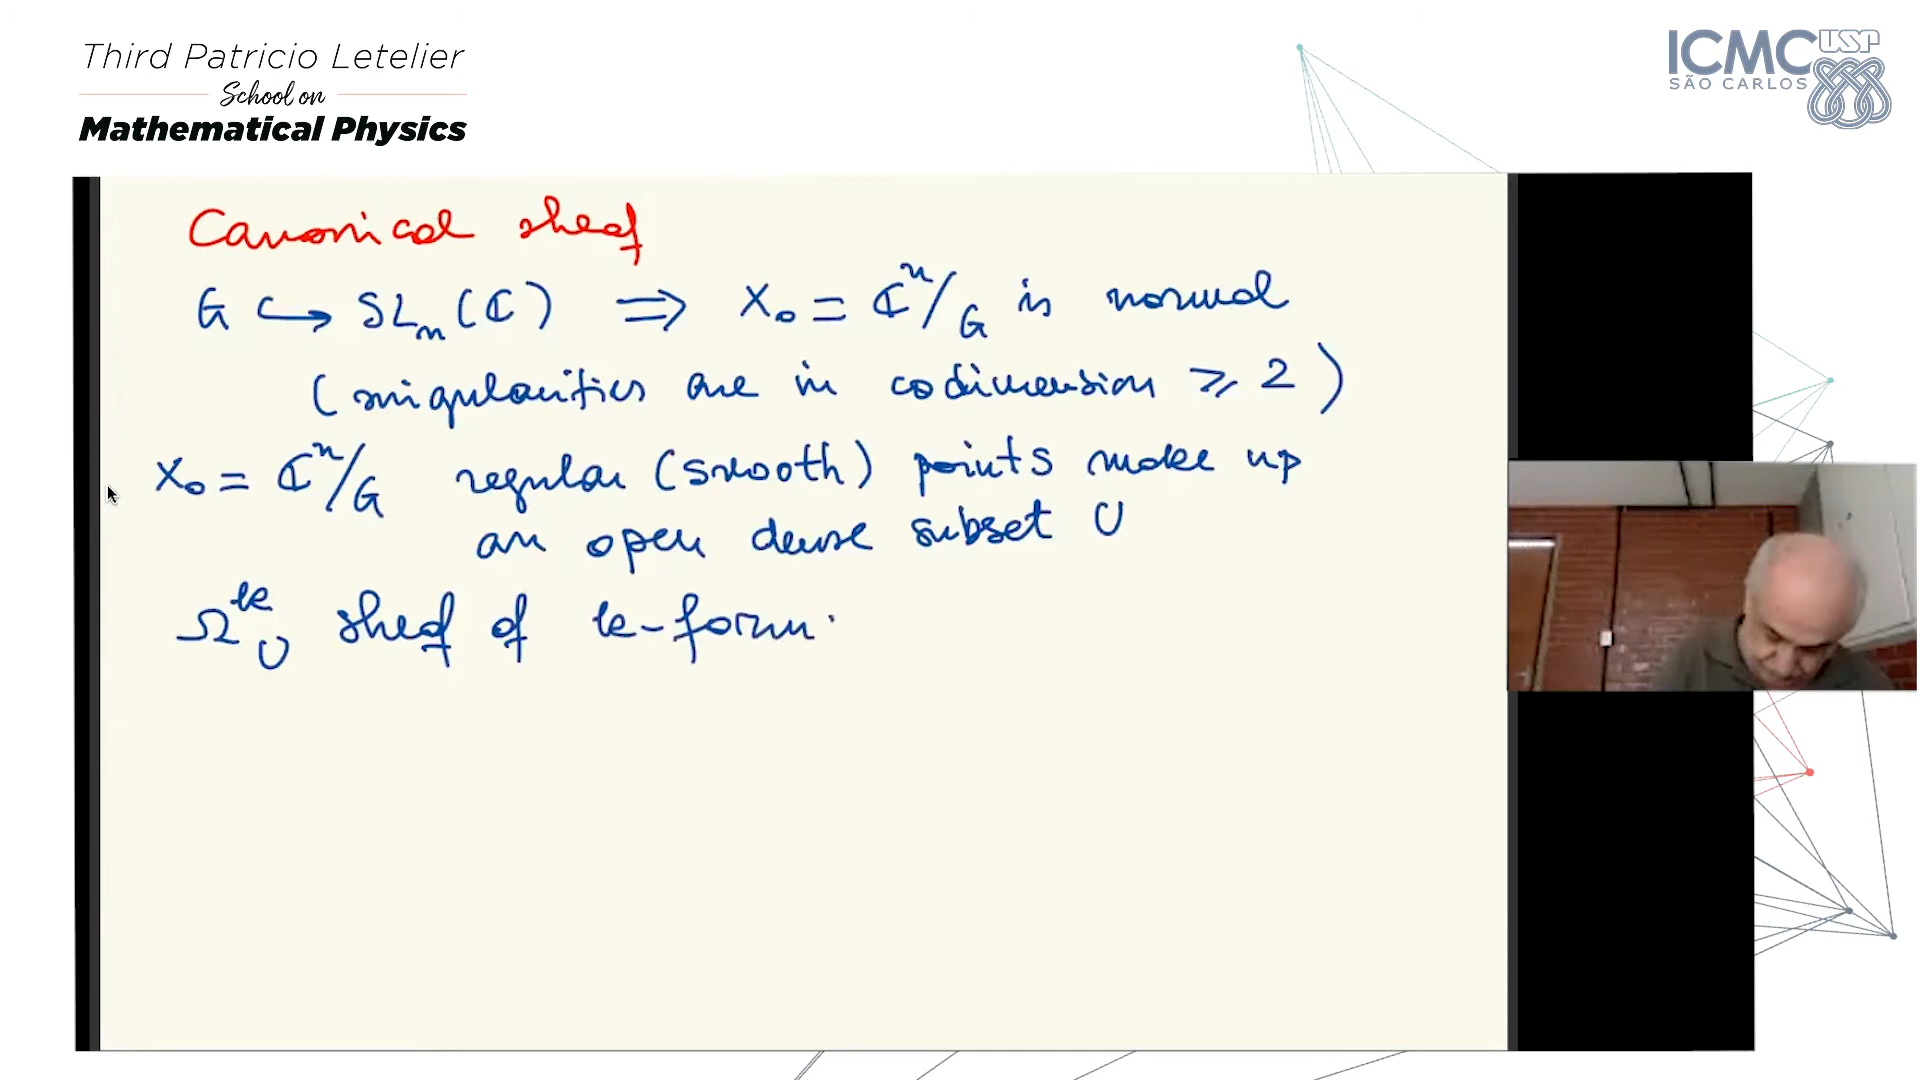 Third Patricio Letelier
School on
Mathematical Physics
ICMC USP
SÃO CARLOS
Canonical sheaf
G ↪ SLₙ(ℂ) ⟹ X₀ = ℂⁿ/G is normal
(singularities are in codimension ⩾ 2)
X₀ = ℂⁿ/G regular (smooth) points make up
an open dense subset U
Ωᵏ_U sheaf of k-form